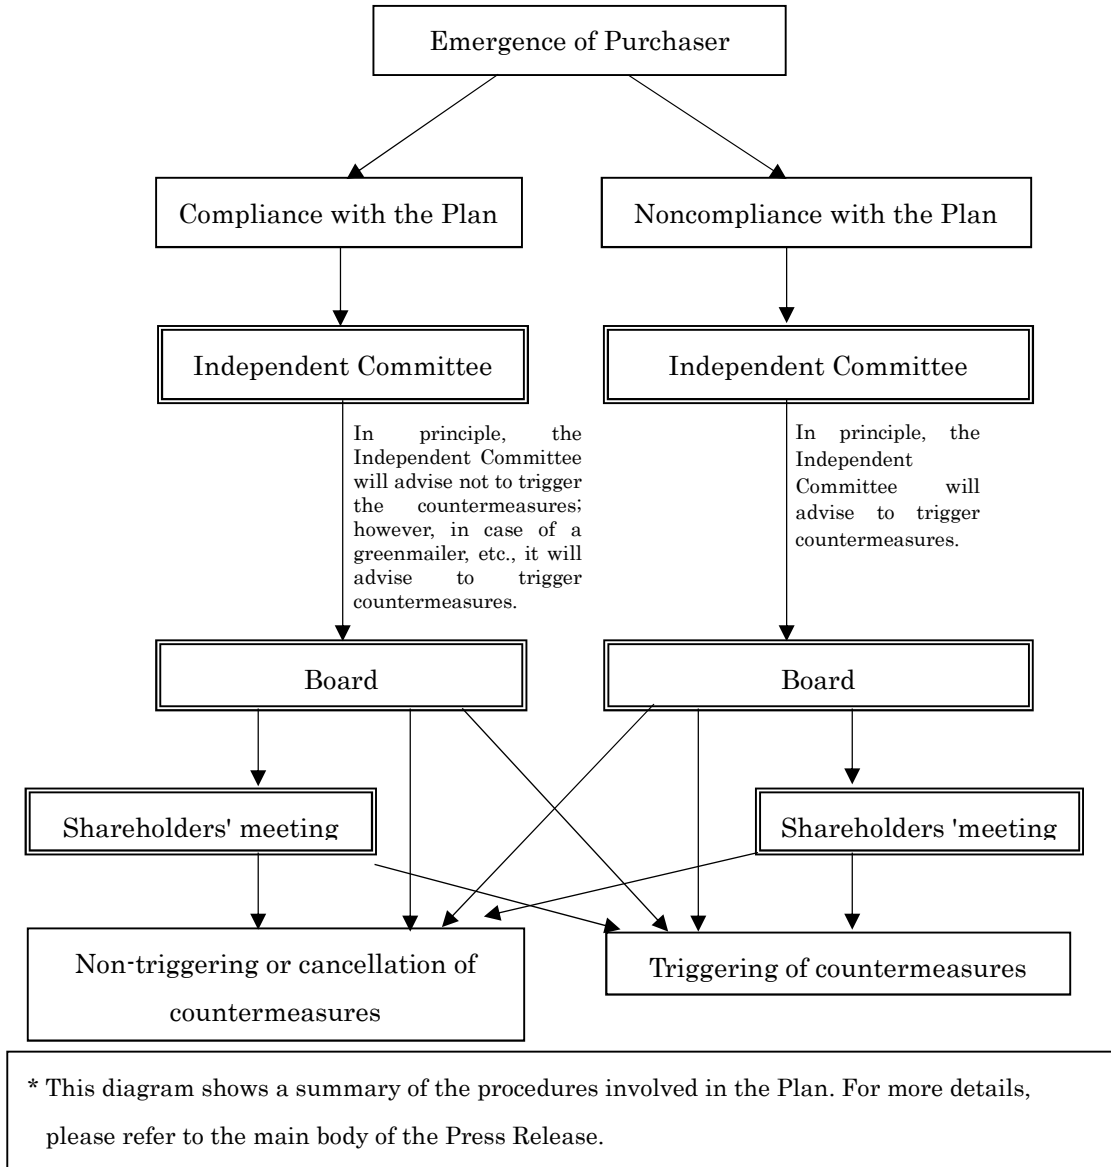 Emergence of Purchaser
Compliance with the Plan
Noncompliance with the Plan
Independent Committee
Independent Committee
In principle, the
Independent Committee
will advise not to trigger
the countermeasures;
however, in case of a
greenmailer, etc., it will
advise to trigger
countermeasures.
In principle, the
Independent
Committee will
advise to trigger
countermeasures.
Board
Board
Shareholders' meeting
Shareholders 'meeting
Non-triggering or cancellation of
countermeasures
Triggering of countermeasures
* This diagram shows a summary of the procedures involved in the Plan. For more details,
please refer to the main body of the Press Release.